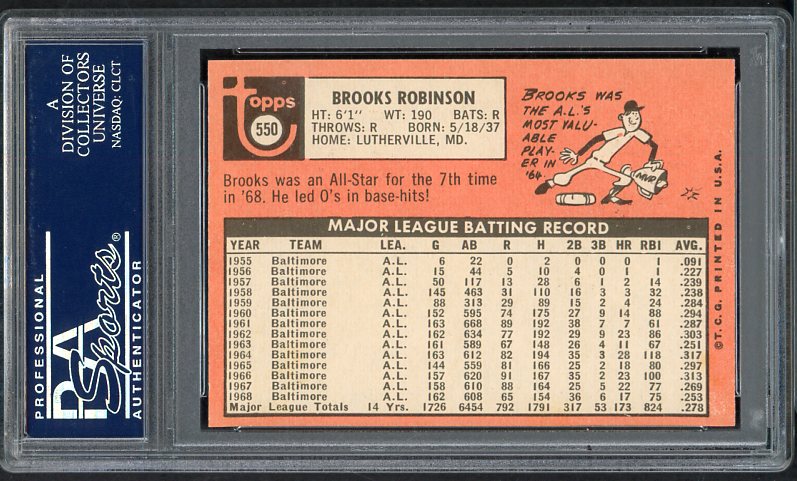 A
DIVISION OF
COLLECTORS
UNIVERSE
NASDAQ: CLCT
PROFESSIONAL
PSA
Sports®
AUTHENTICATOR
Topps
550
BROOKS ROBINSON
HT: 6'1" WT: 190 BATS: R
THROWS: R BORN: 5/18/37
HOME: LUTHERVILLE, MD.
BROOKS WAS
THE A.L.'S
MOST VALU-
ABLE
PLAY-
ER IN
'64.
MVP
Brooks was an All-Star for the 7th time
in '68. He led O's in base-hits!
MAJOR LEAGUE BATTING RECORD
YEAR TEAM LEA. G AB R H 2B 3B HR RBI AVG.
1955 Baltimore A.L. 6 22 0 2 0 0 0 1 .091
1956 Baltimore A.L. 15 44 5 10 4 0 1 1 .227
1957 Baltimore A.L. 50 117 13 28 6 1 2 14 .239
1958 Baltimore A.L. 145 463 31 110 16 3 3 32 .238
1959 Baltimore A.L. 88 313 29 89 15 2 4 24 .284
1960 Baltimore A.L. 152 595 74 175 27 9 14 88 .294
1961 Baltimore A.L. 163 668 89 192 38 7 7 61 .287
1962 Baltimore A.L. 162 634 77 192 29 9 23 86 .303
1963 Baltimore A.L. 161 589 67 148 26 4 11 67 .251
1964 Baltimore A.L. 163 612 82 194 35 3 28 118 .317
1965 Baltimore A.L. 144 559 81 166 25 2 18 80 .297
1966 Baltimore A.L. 157 620 91 167 35 2 23 100 .313
1967 Baltimore A.L. 158 610 88 164 25 5 22 77 .269
1968 Baltimore A.L. 162 608 65 154 36 6 17 75 .253
Major League Totals 14 Yrs. 1726 6454 792 1791 317 53 173 824 .278
©T.C.G. PRINTED IN U.S.A.